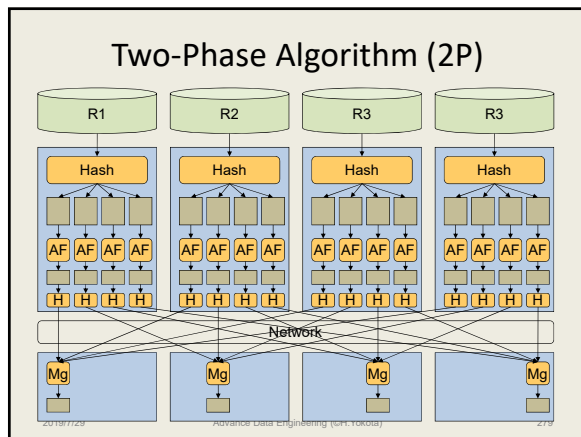 Two-Phase Algorithm (2P)
R1 R2 R3 R3
Hash Hash Hash Hash
AF AF AF AF AF AF AF AF AF AF AF AF AF AF AF AF
H H H H H H H H H H H H H H H H
Network
Mg Mg Mg Mg
2019/7/29 Advance Data Engineering (©H.Yokota) 279